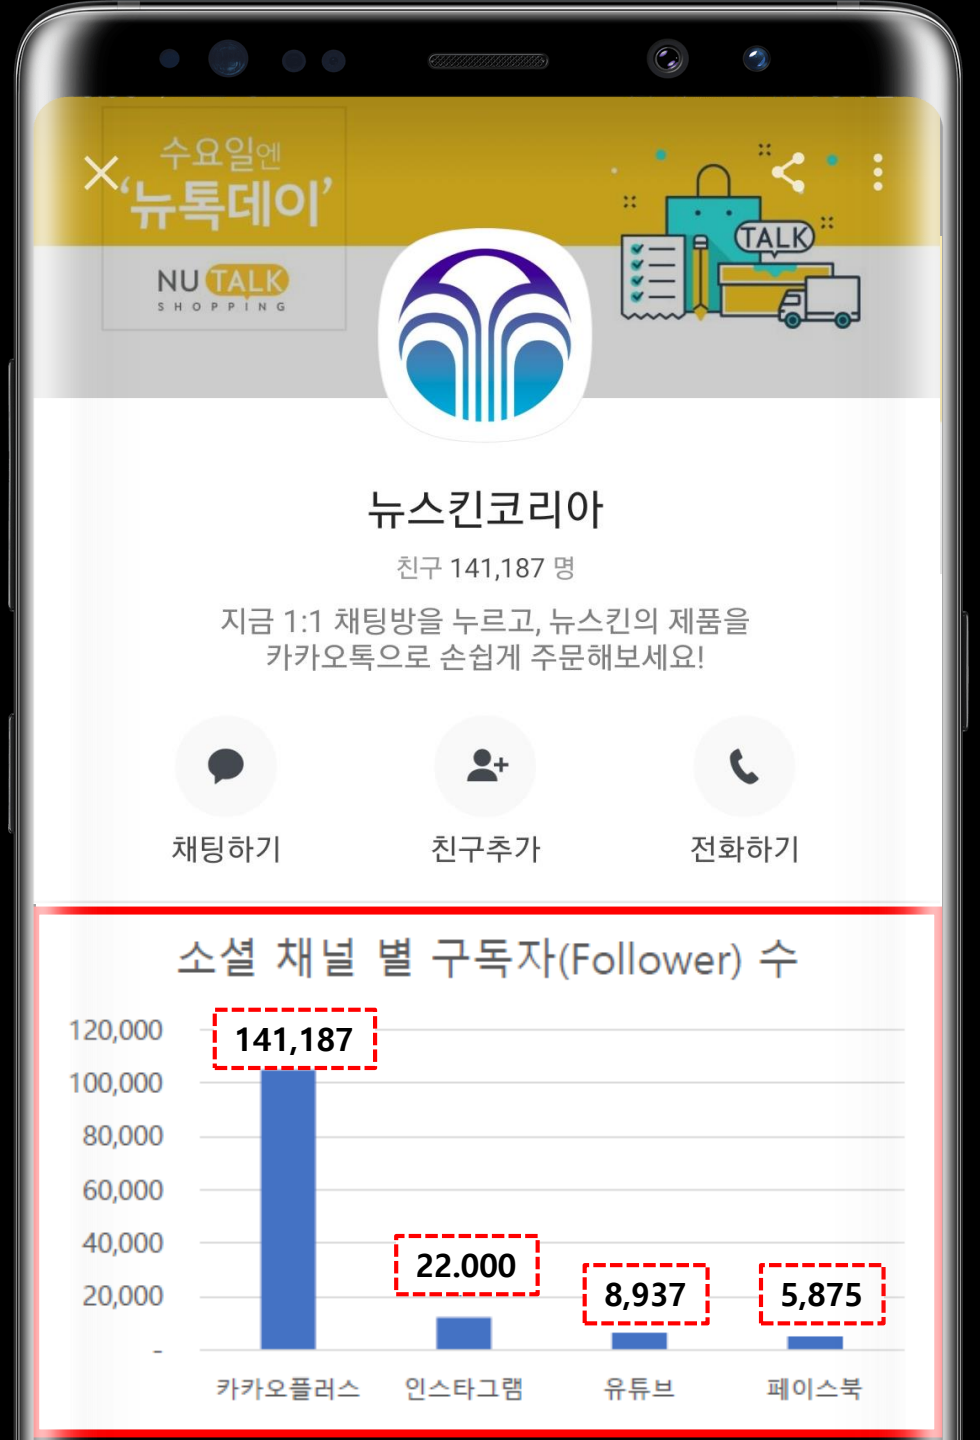 수요일엔
‘뉴톡데이’
NU TALK
SHOPPING
TALK
뉴스킨코리아
친구 141,187 명
지금 1:1 채팅방을 누르고, 뉴스킨의 제품을
카카오톡으로 손쉽게 주문해보세요!
채팅하기 친구추가 전화하기
소셜 채널 별 구독자(Follower) 수
120,000
100,000
80,000
60,000
40,000
20,000
-
141,187
22.000
8,937
5,875
카카오플러스 인스타그램 유튜브 페이스북